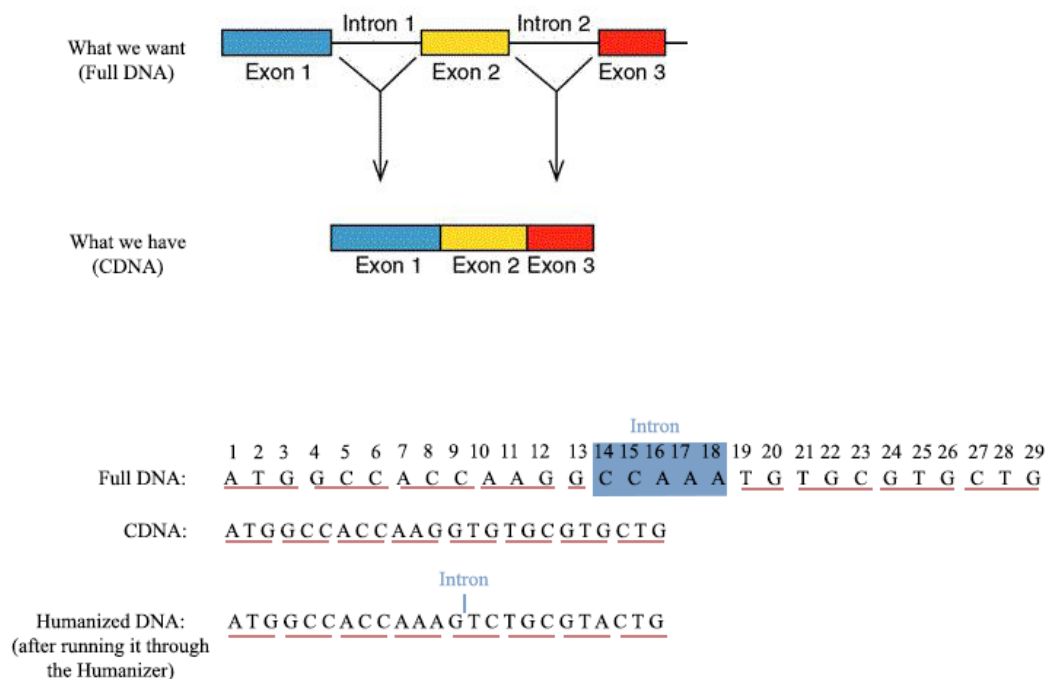 Intron 1 Intron 2
What we want
(Full DNA)
Exon 1 Exon 2 Exon 3
What we have
(CDNA)
Exon 1 Exon 2 Exon 3
Intron
1 2 3 4 5 6 7 8 9 10 11 12 13 14 15 16 17 18 19 20 21 22 23 24 25 26 27 28 29
Full DNA: A T G G C C A C C A A G G C C A A A T G T G C G T G C T G
CDNA: A T G G C C A C C A A G G T G T G C G T G C T G
Intron
Humanized DNA: A T G G C C A C C A A A G T C T G C G T A C T G
(after running it through
the Humanizer)